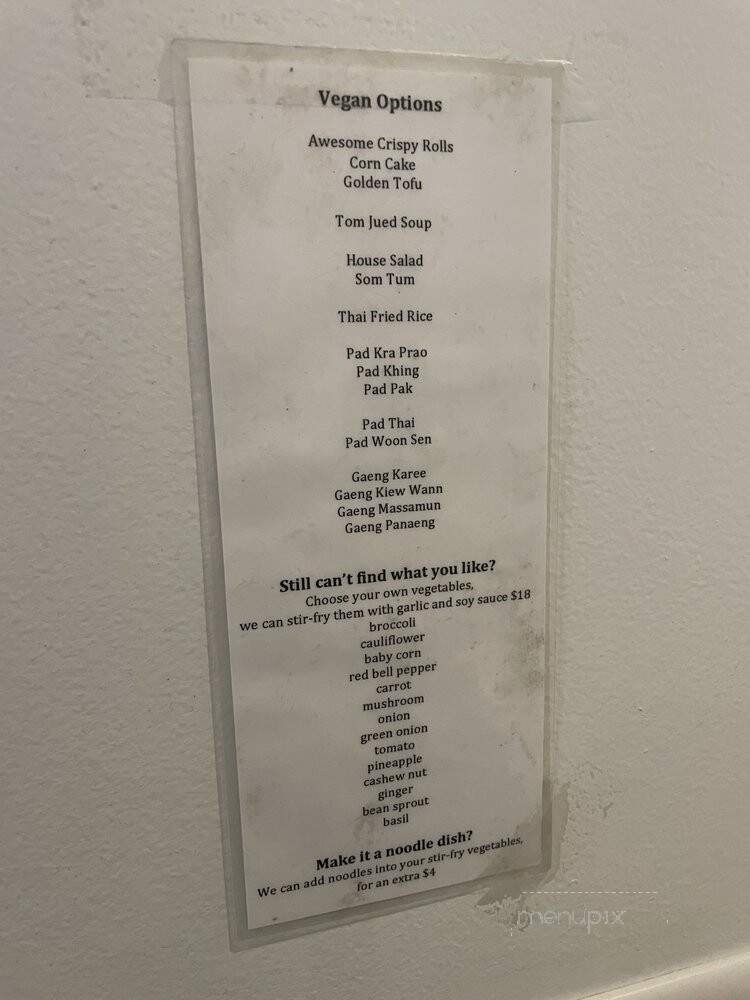 Vegan Options
Awesome Crispy Rolls
Corn Cake
Golden Tofu
Tom Jued Soup
House Salad
Som Tum
Thai Fried Rice
Pad Kra Prao
Pad Khing
Pad Pak
Pad Thai
Pad Woon Sen
Gaeng Karee
Gaeng Kiew Wann
Gaeng Massamun
Gaeng Panaeng
Still can't find what you like?
Choose your own vegetables,
we can stir-fry them with garlic and soy sauce $18
broccoli
cauliflower
baby corn
red bell pepper
carrot
mushroom
onion
green onion
tomato
pineapple
cashew nut
ginger
bean sprout
basil
Make it a noodle dish?
We can add noodles into your stir-fry vegetables,
for an extra $4
menupix